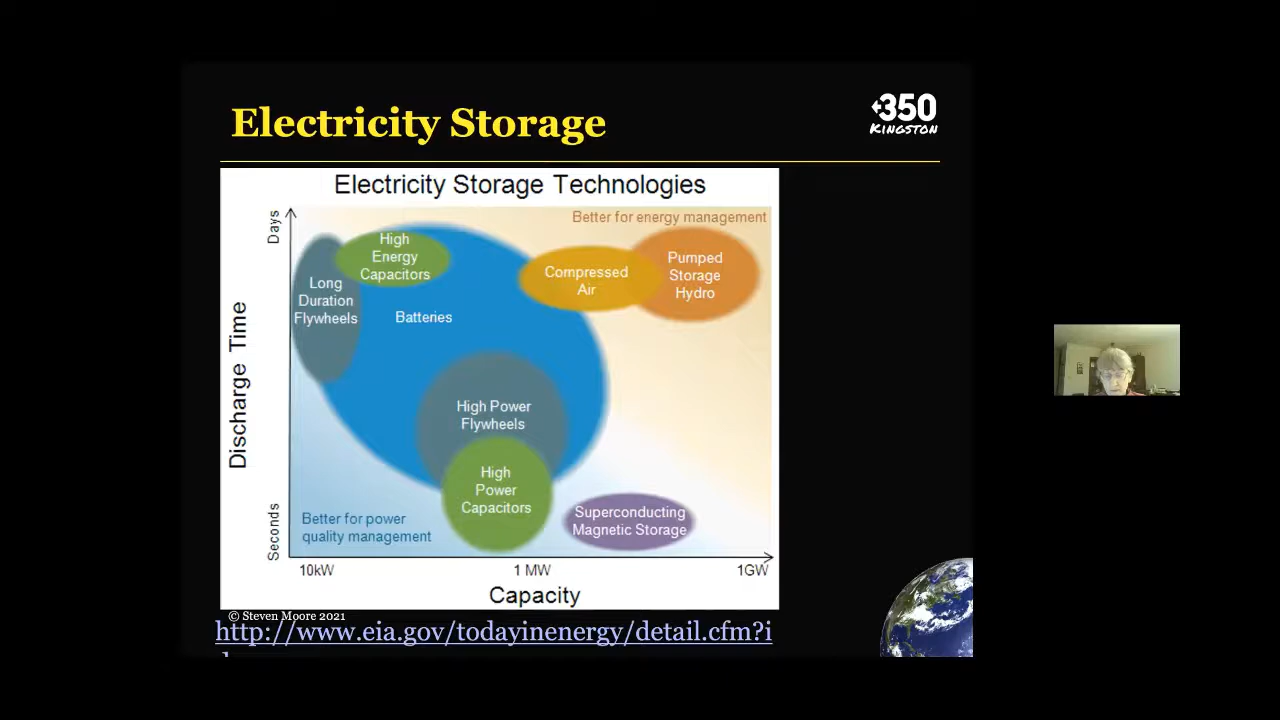 Electricity Storage
350
KINGSTON
Electricity Storage Technologies
Days
Better for energy management
High
Energy
Capacitors
Long
Duration
Flywheels
Batteries
Compressed
Air
Pumped
Storage
Hydro
Discharge Time
High Power
Flywheels
High
Power
Capacitors
Superconducting
Magnetic Storage
Seconds
Better for power
quality management
10kW
1 MW
1GW
Capacity
© Steven Moore 2021
http://www.eia.gov/todayinenergy/detail.cfm?i